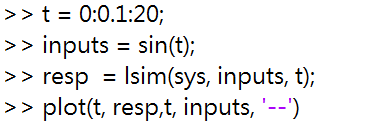 >> t = 0:0.1:20;
>> inputs = sin(t);
>> resp  = lsim(sys, inputs, t);
>> plot(t, resp,t, inputs, '--')